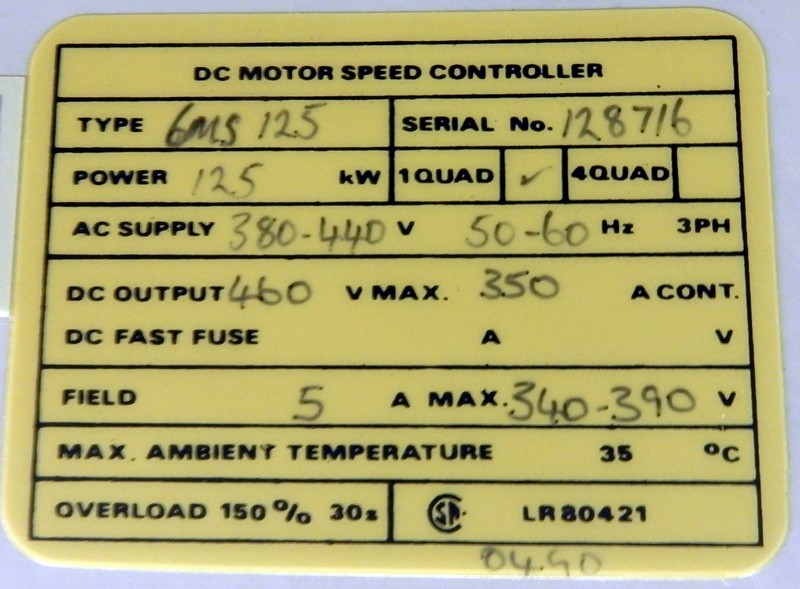 DC MOTOR SPEED CONTROLLER
TYPE 6MS 125 SERIAL No. 128716
POWER 125 kW 1QUAD ✓ 4QUAD
AC SUPPLY 380-440 V 50-60 Hz 3PH
DC OUTPUT 460 V MAX. 350 A CONT.
DC FAST FUSE A V
FIELD 5 A MAX. 340-390 V
MAX. AMBIENT TEMPERATURE 35 °C
OVERLOAD 150% 30s SA LR80421
04.90